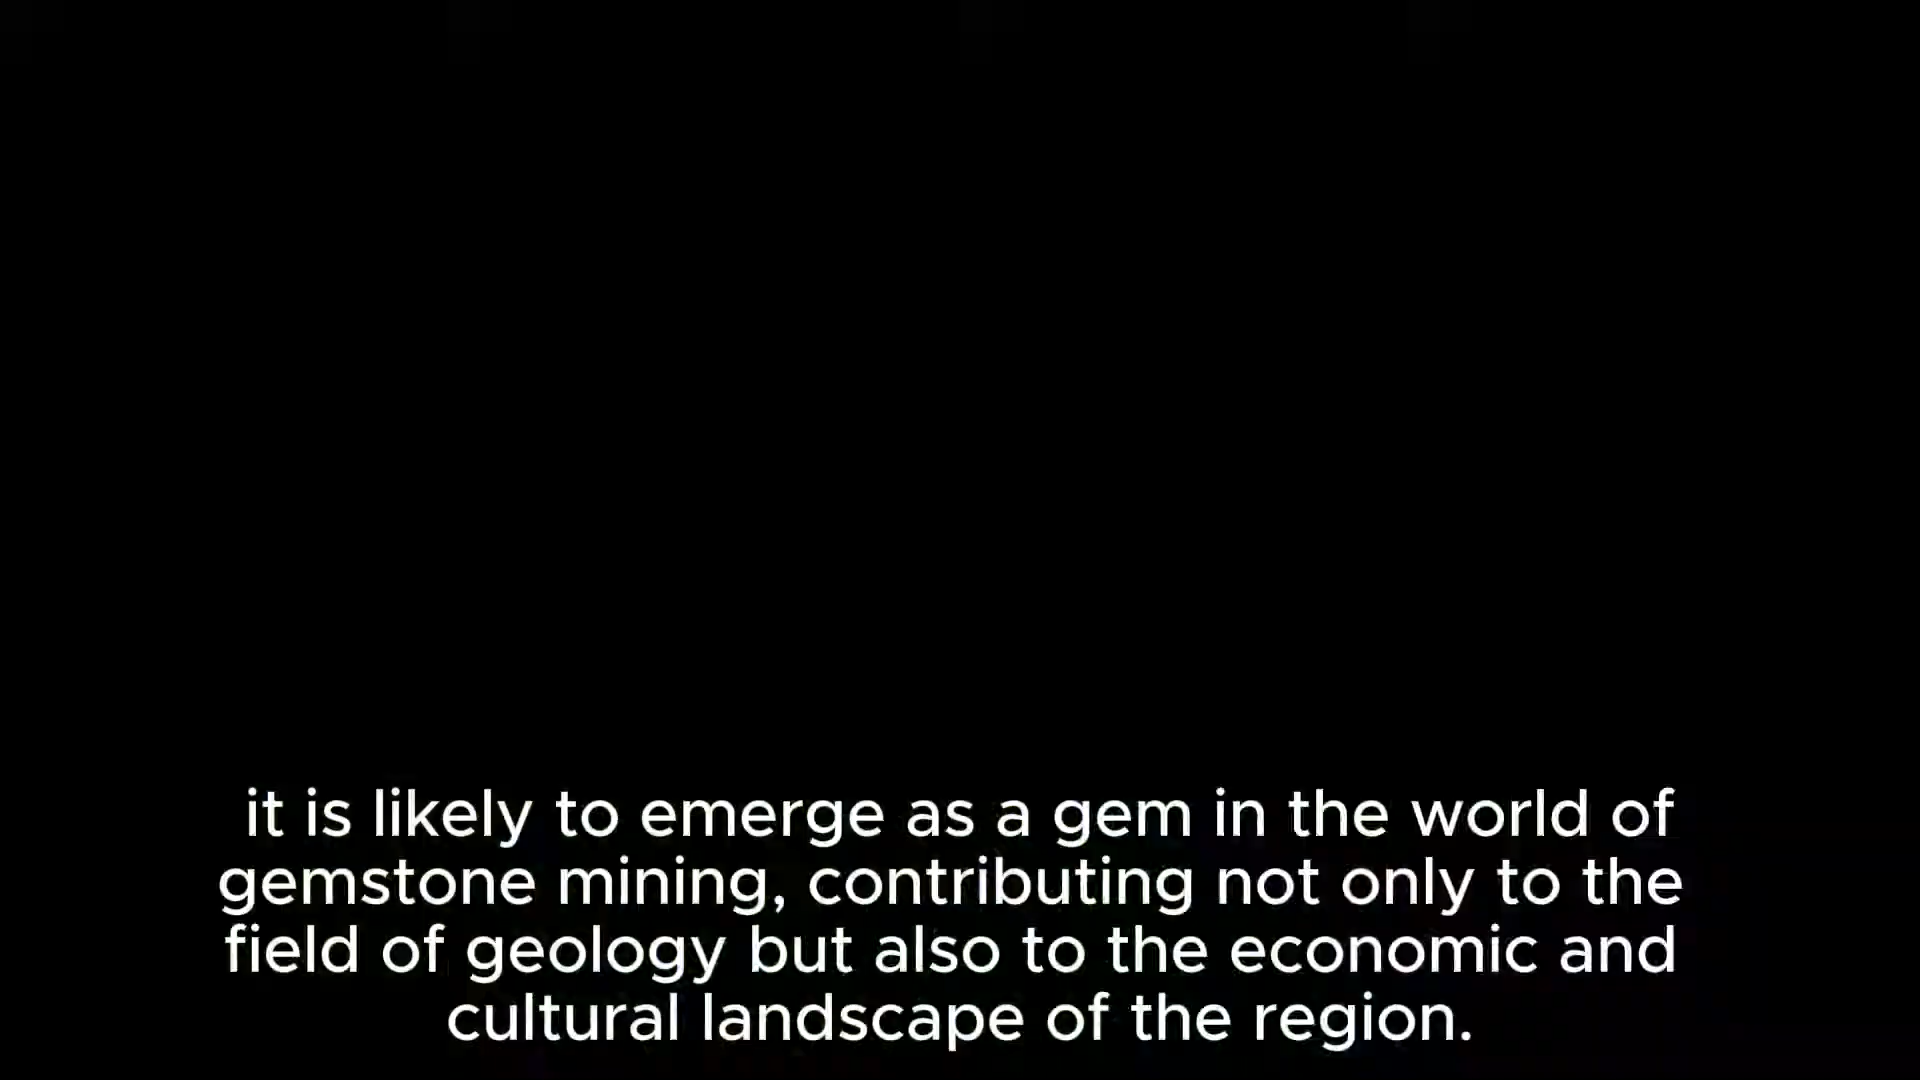 it is likely to emerge as a gem in the world of
gemstone mining, contributing not only to the
field of geology but also to the economic and
cultural landscape of the region.